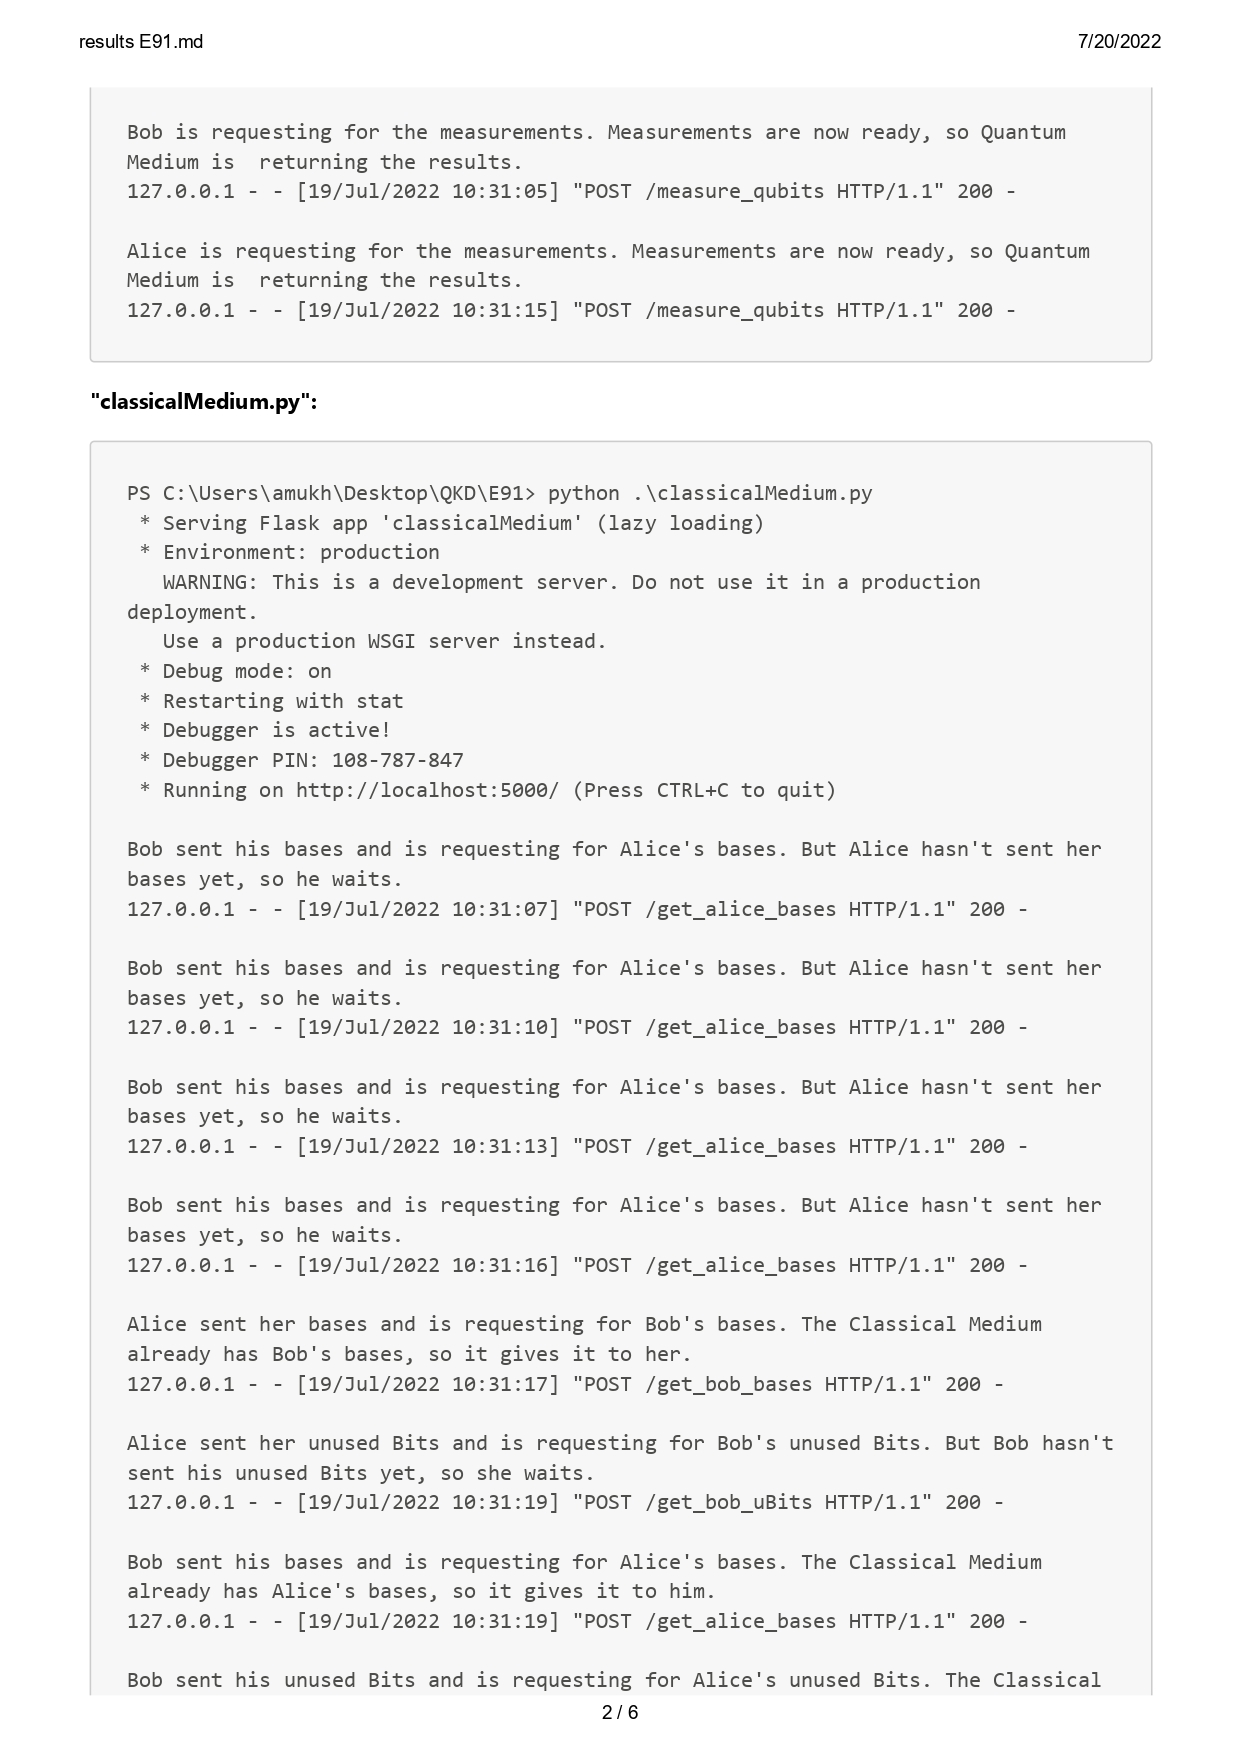 results E91.md 7/20/2022
Bob is requesting for the measurements. Measurements are now ready, so Quantum
Medium is  returning the results.
127.0.0.1 - - [19/Jul/2022 10:31:05] "POST /measure_qubits HTTP/1.1" 200 -
Alice is requesting for the measurements. Measurements are now ready, so Quantum
Medium is  returning the results.
127.0.0.1 - - [19/Jul/2022 10:31:15] "POST /measure_qubits HTTP/1.1" 200 -
"classicalMedium.py":
PS C:\Users\amukh\Desktop\QKD\E91> python .\classicalMedium.py
 * Serving Flask app 'classicalMedium' (lazy loading)
 * Environment: production
   WARNING: This is a development server. Do not use it in a production
deployment.
   Use a production WSGI server instead.
 * Debug mode: on
 * Restarting with stat
 * Debugger is active!
 * Debugger PIN: 108-787-847
 * Running on http://localhost:5000/ (Press CTRL+C to quit)
Bob sent his bases and is requesting for Alice's bases. But Alice hasn't sent her
bases yet, so he waits.
127.0.0.1 - - [19/Jul/2022 10:31:07] "POST /get_alice_bases HTTP/1.1" 200 -
Bob sent his bases and is requesting for Alice's bases. But Alice hasn't sent her
bases yet, so he waits.
127.0.0.1 - - [19/Jul/2022 10:31:10] "POST /get_alice_bases HTTP/1.1" 200 -
Bob sent his bases and is requesting for Alice's bases. But Alice hasn't sent her
bases yet, so he waits.
127.0.0.1 - - [19/Jul/2022 10:31:13] "POST /get_alice_bases HTTP/1.1" 200 -
Bob sent his bases and is requesting for Alice's bases. But Alice hasn't sent her
bases yet, so he waits.
127.0.0.1 - - [19/Jul/2022 10:31:16] "POST /get_alice_bases HTTP/1.1" 200 -
Alice sent her bases and is requesting for Bob's bases. The Classical Medium
already has Bob's bases, so it gives it to her.
127.0.0.1 - - [19/Jul/2022 10:31:17] "POST /get_bob_bases HTTP/1.1" 200 -
Alice sent her unused Bits and is requesting for Bob's unused Bits. But Bob hasn't
sent his unused Bits yet, so she waits.
127.0.0.1 - - [19/Jul/2022 10:31:19] "POST /get_bob_uBits HTTP/1.1" 200 -
Bob sent his bases and is requesting for Alice's bases. The Classical Medium
already has Alice's bases, so it gives it to him.
127.0.0.1 - - [19/Jul/2022 10:31:19] "POST /get_alice_bases HTTP/1.1" 200 -
Bob sent his unused Bits and is requesting for Alice's unused Bits. The Classical
2 / 6